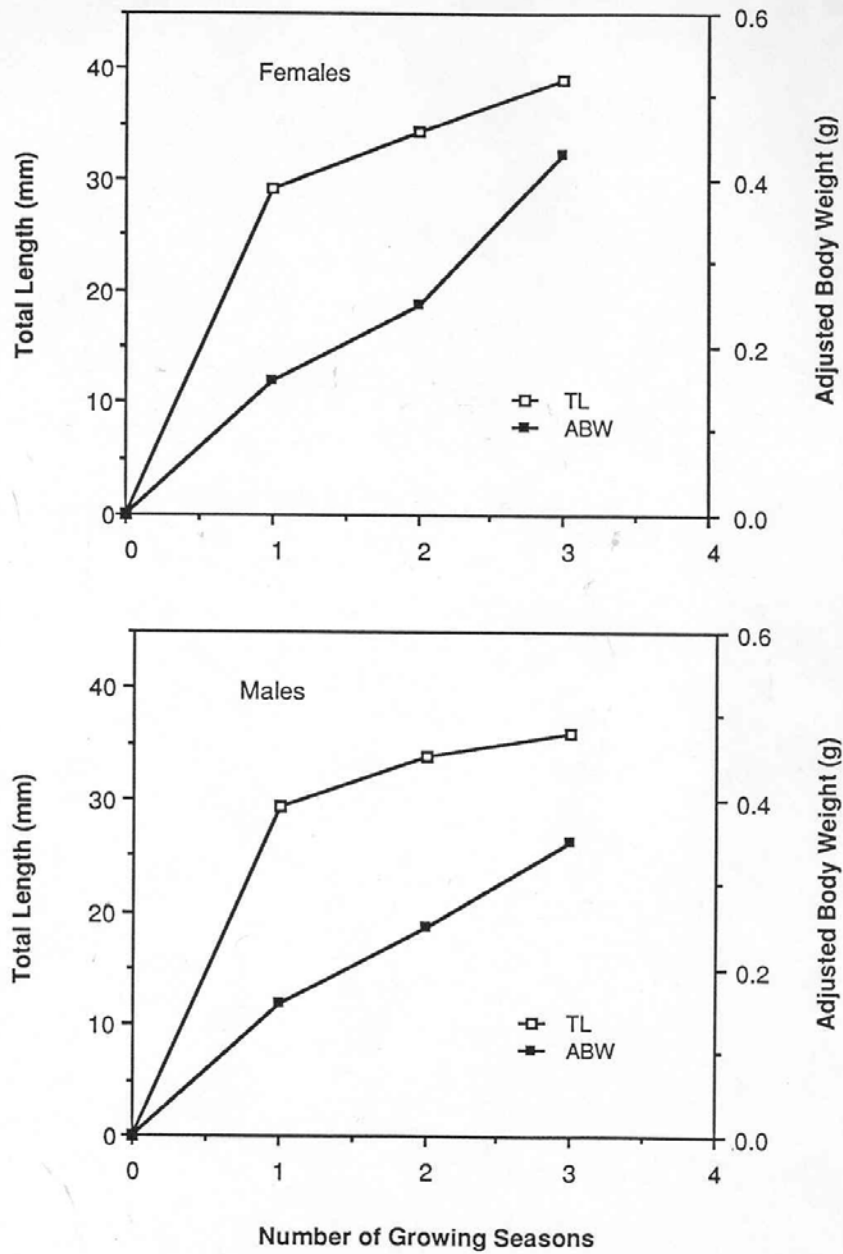 Females
Total Length (mm)
40
30
20
10
0
Adjusted Body Weight (g)
0.6
0.4
0.2
0.0
TL
ABW
0 1 2 3 4
Males
Total Length (mm)
40
30
20
10
0
Adjusted Body Weight (g)
0.6
0.4
0.2
0.0
TL
ABW
0 1 2 3 4
Number of Growing Seasons